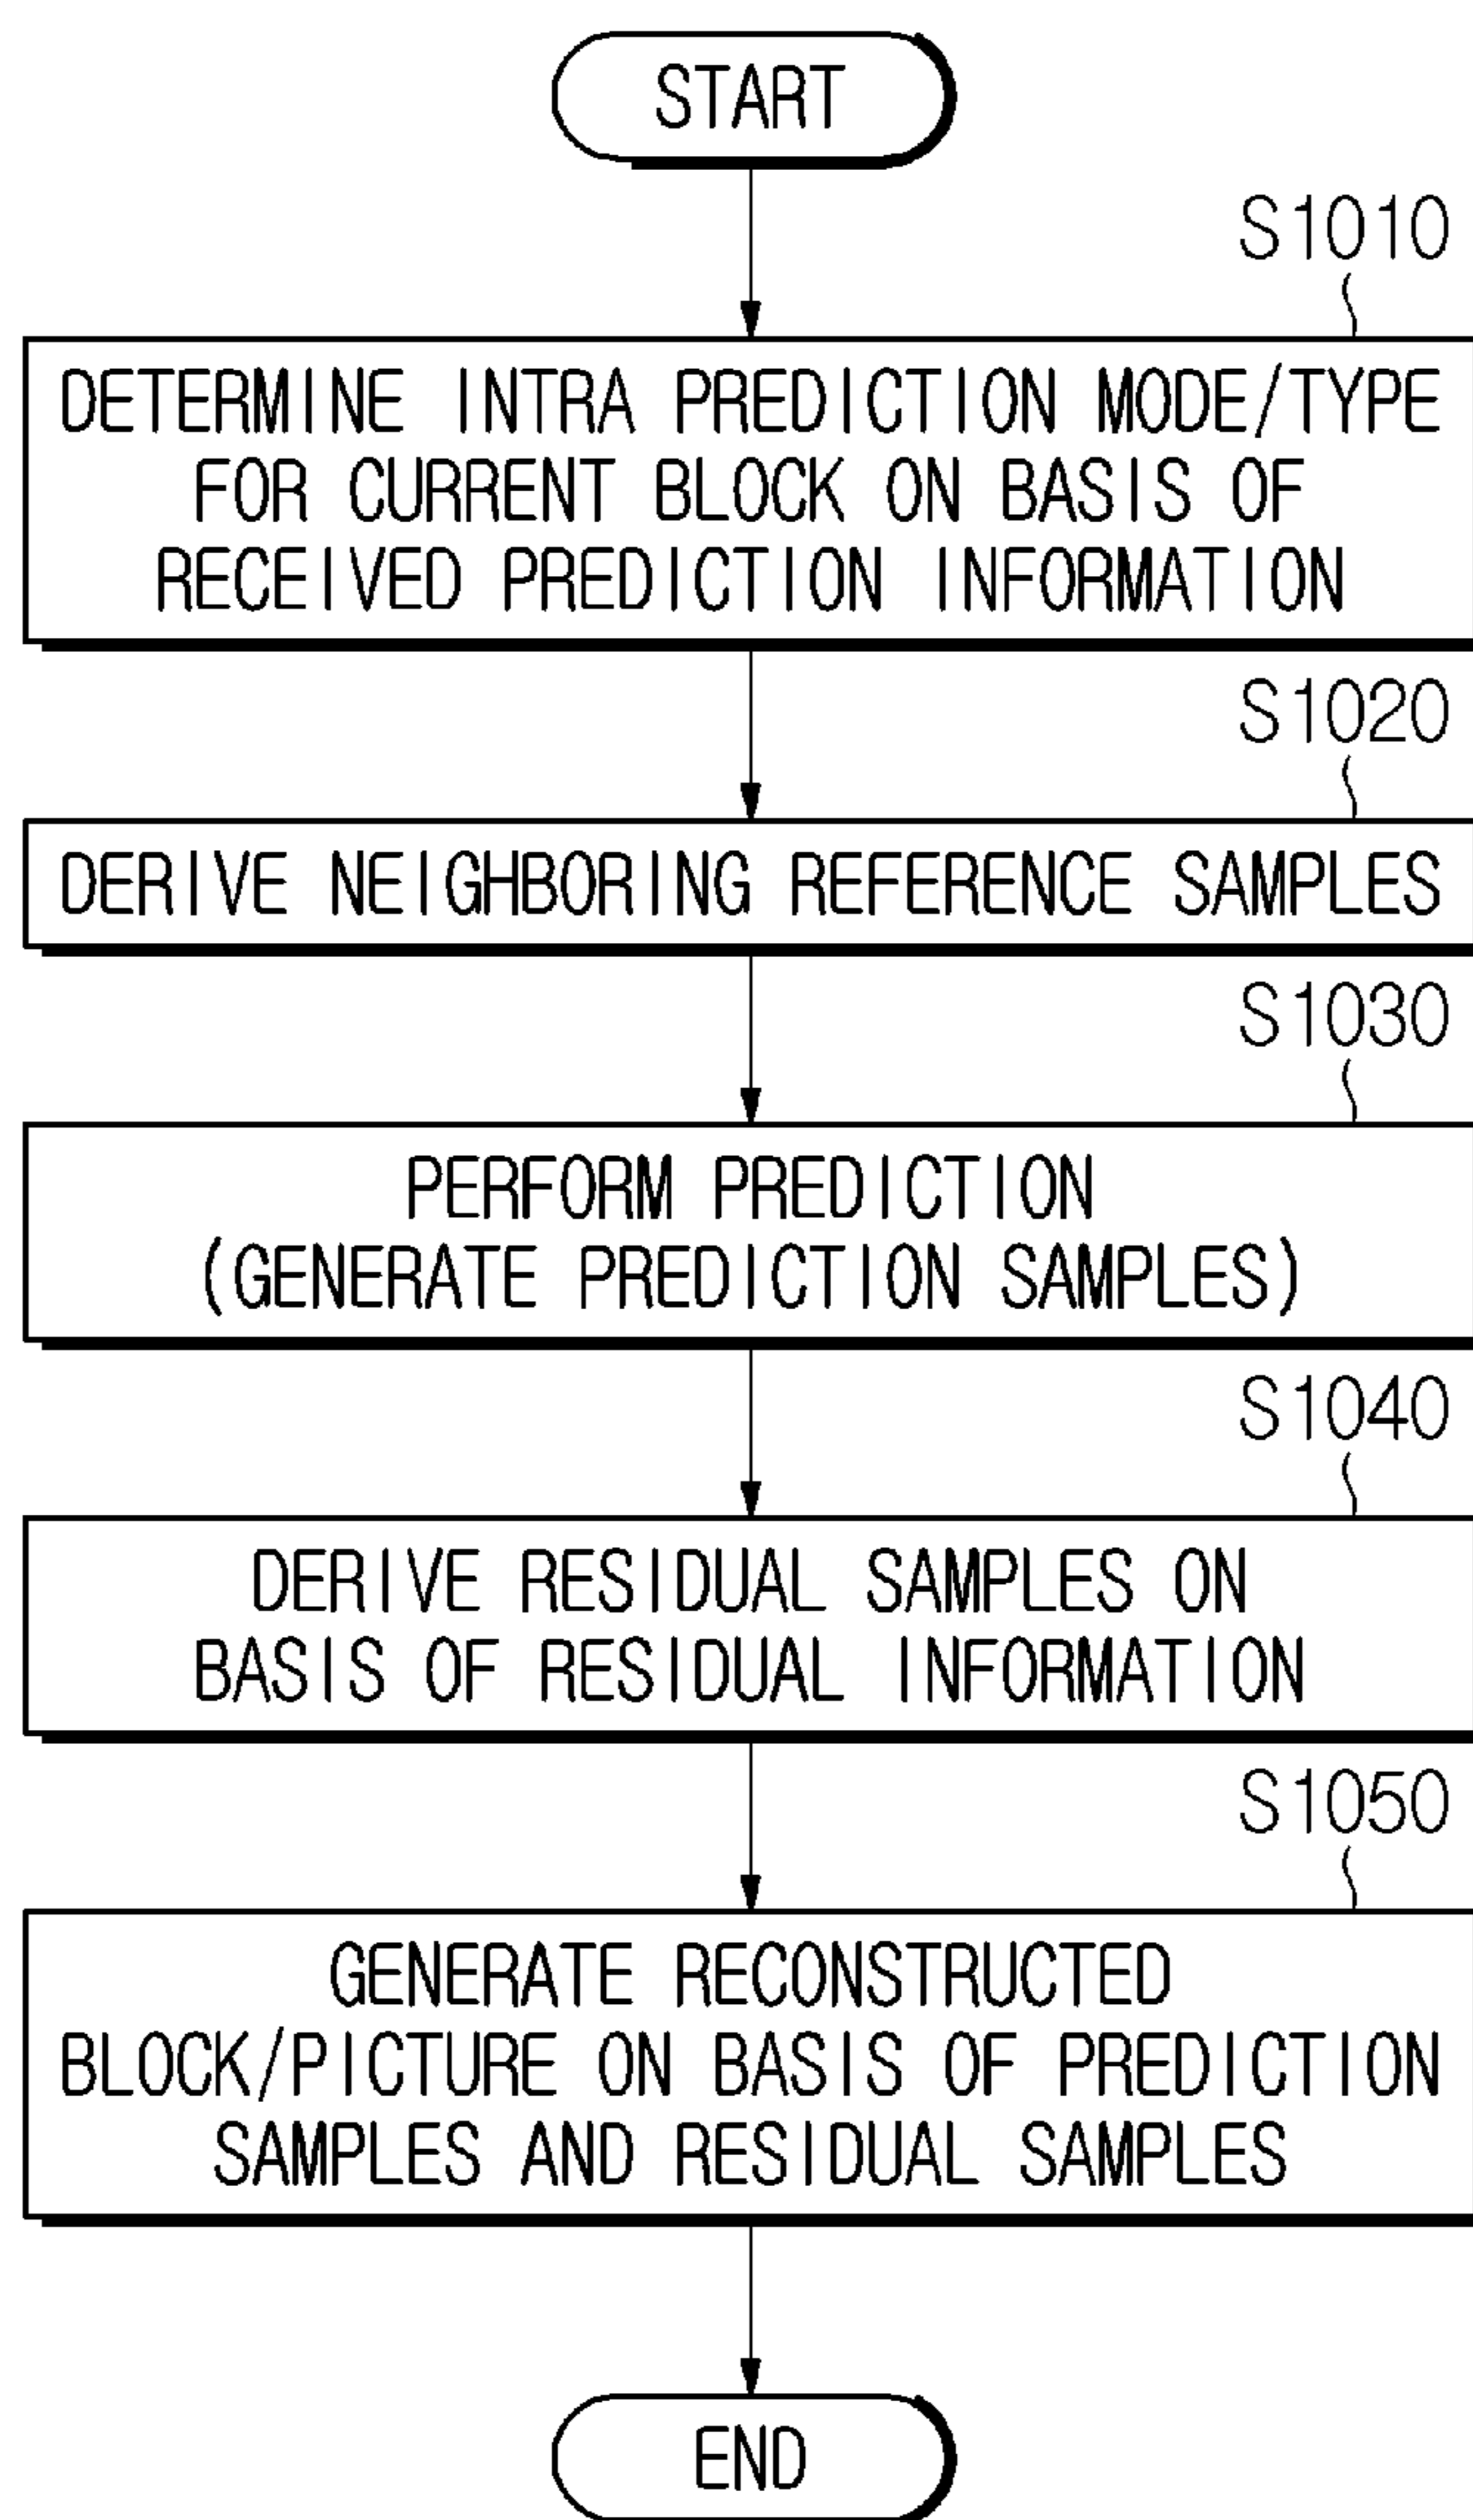 START
S1010
DETERMINE INTRA PREDICTION MODE/TYPE
FOR CURRENT BLOCK ON BASIS OF
RECEIVED PREDICTION INFORMATION
S1020
DERIVE NEIGHBORING REFERENCE SAMPLES
S1030
PERFORM PREDICTION
(GENERATE PREDICTION SAMPLES)
S1040
DERIVE RESIDUAL SAMPLES ON
BASIS OF RESIDUAL INFORMATION
S1050
GENERATE RECONSTRUCTED
BLOCK/PICTURE ON BASIS OF PREDICTION
SAMPLES AND RESIDUAL SAMPLES
END